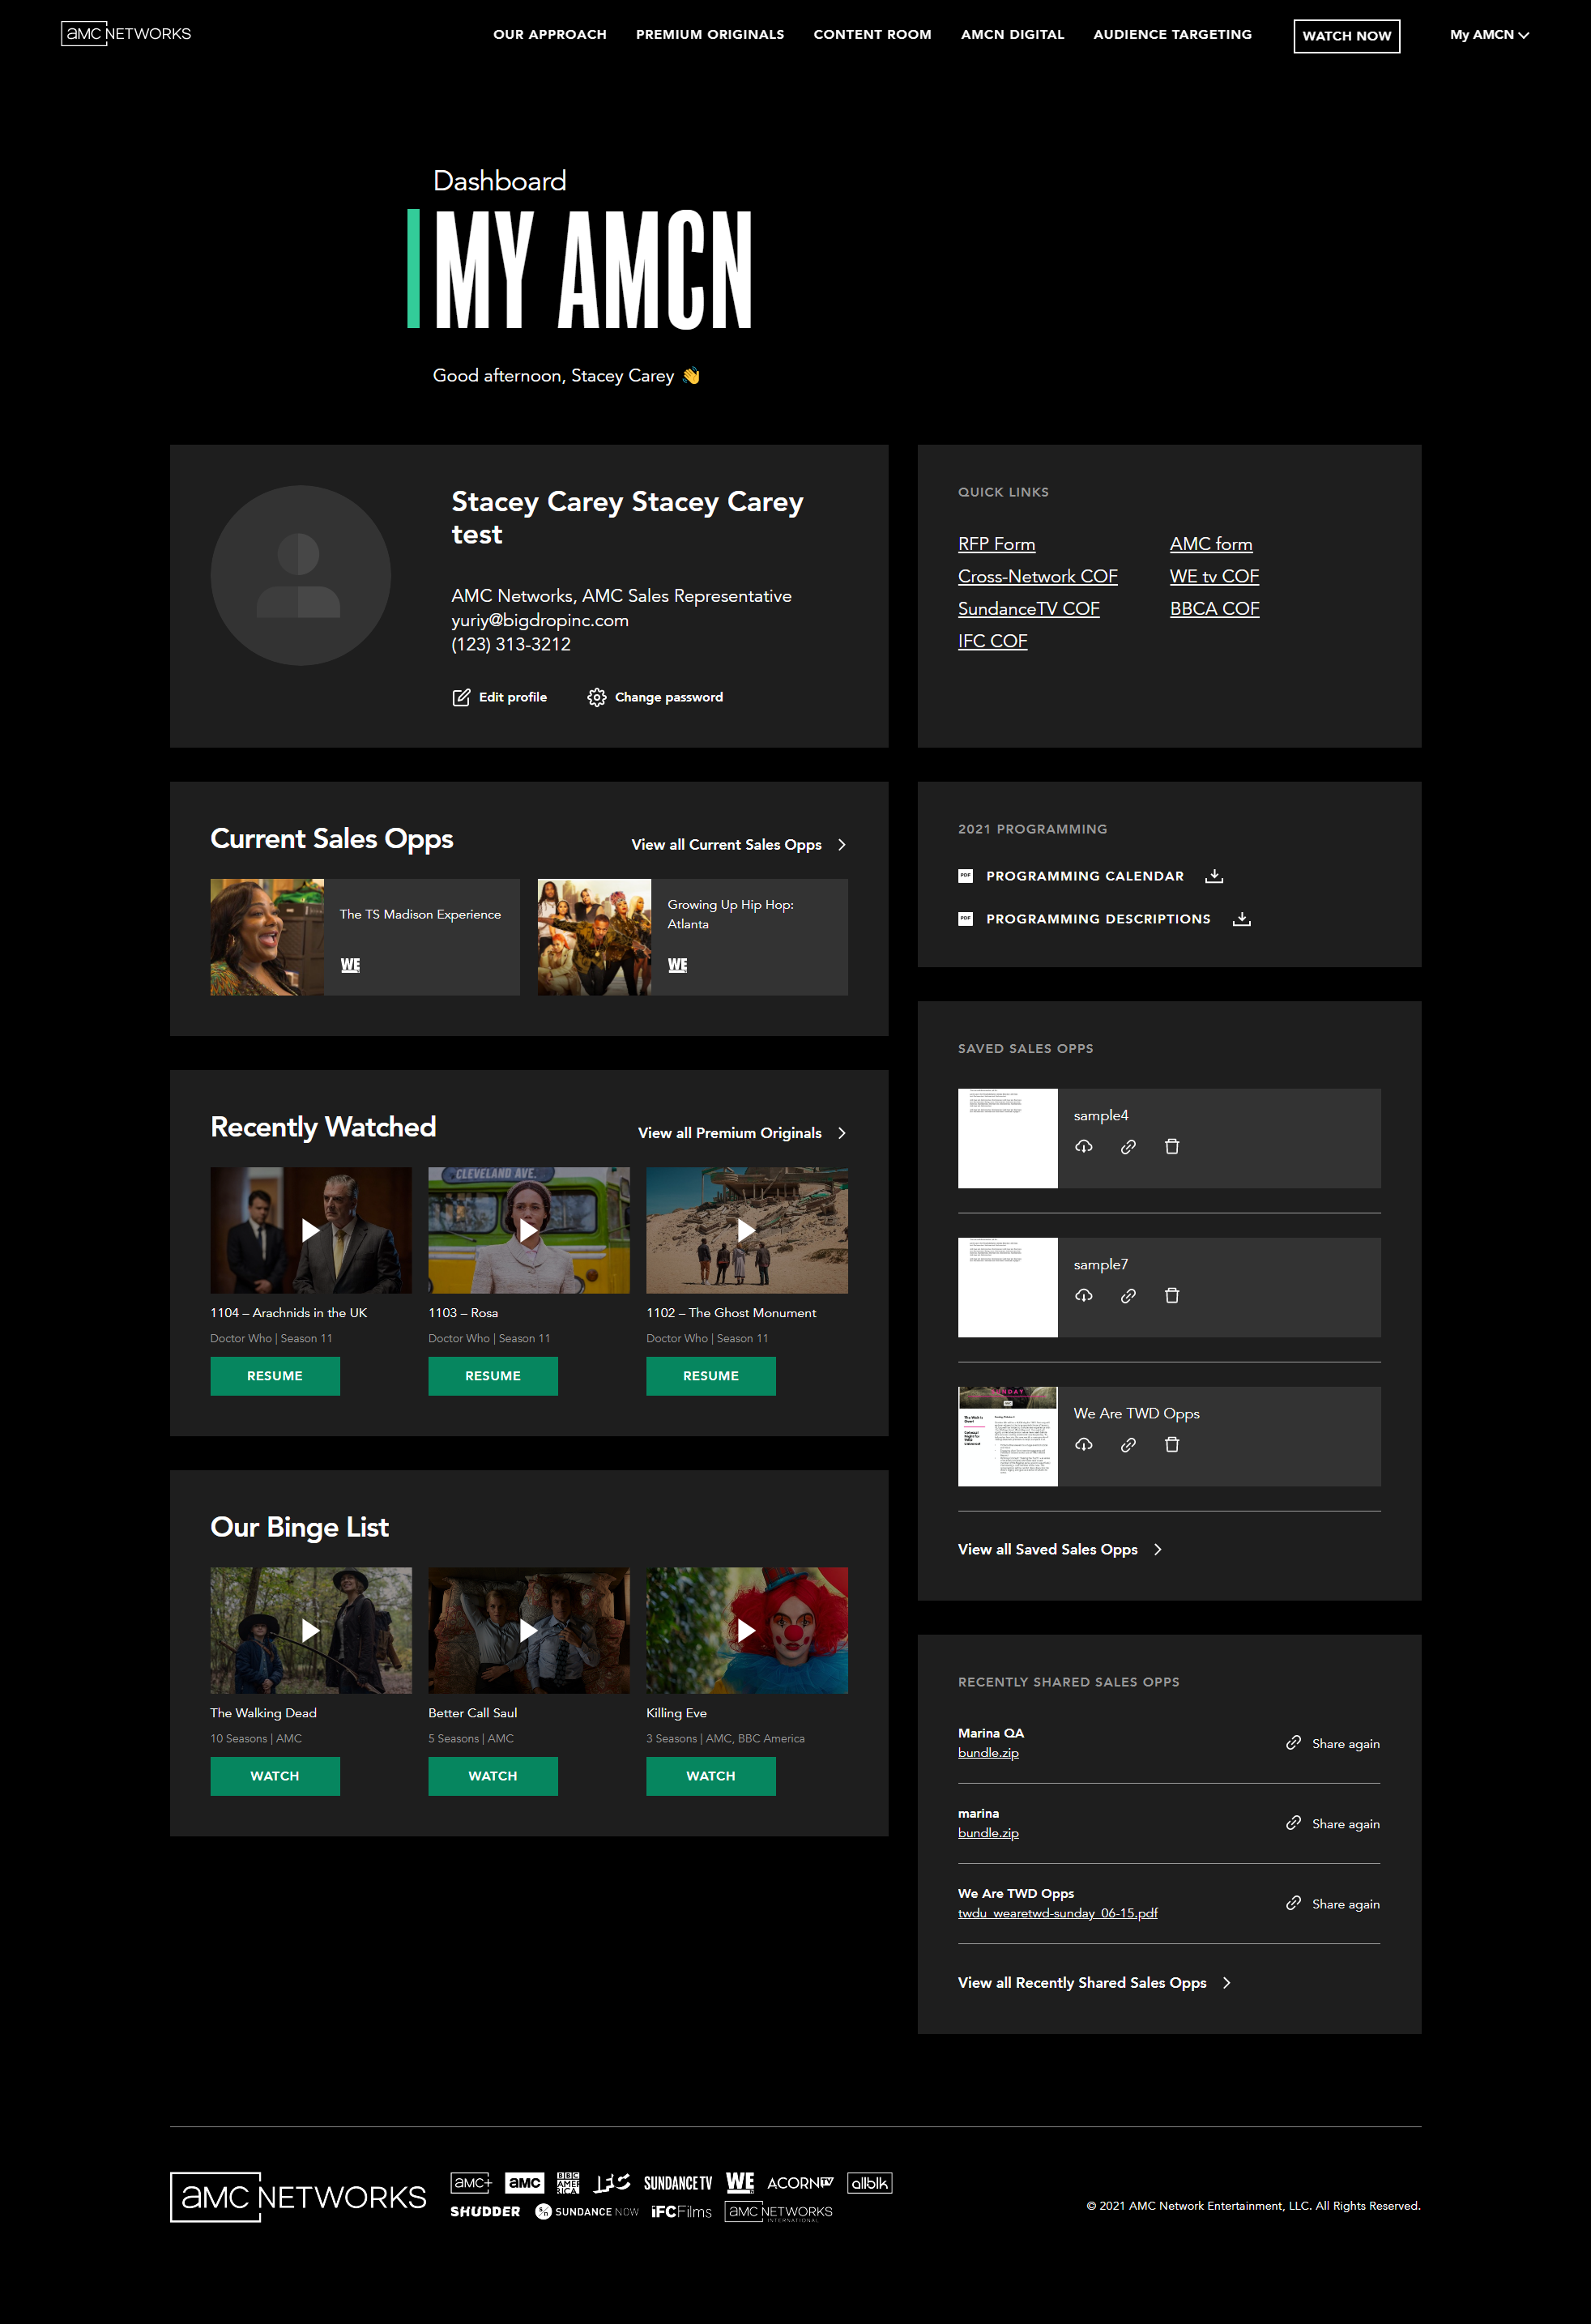 aMC NETWORKS
OUR APPROACH
PREMIUM ORIGINALS
CONTENT ROOM
AMCN DIGITAL
AUDIENCE TARGETING
WATCH NOW
My AMCN
Dashboard
MY AMCN
Good afternoon, Stacey Carey 👋
Stacey Carey Stacey Carey
test
AMC Networks, AMC Sales Representative
yuriy@bigdropinc.com
(123) 313-3212
Edit profile
Change password
QUICK LINKS
RFP Form
AMC form
Cross-Network COF
WE tv COF
SundanceTV COF
BBCA COF
IFC COF
Current Sales Opps
View all Current Sales Opps
The TS Madison Experience
WE
Growing Up Hip Hop:
Atlanta
WE
2021 PROGRAMMING
PDF PROGRAMMING CALENDAR
PDF PROGRAMMING DESCRIPTIONS
Recently Watched
View all Premium Originals
CLEVELAND AVE.
1104 – Arachnids in the UK
Doctor Who | Season 11
RESUME
1103 – Rosa
Doctor Who | Season 11
RESUME
1102 – The Ghost Monument
Doctor Who | Season 11
RESUME
SAVED SALES OPPS
sample4
sample7
We Are TWD Opps
View all Saved Sales Opps
Our Binge List
The Walking Dead
10 Seasons | AMC
WATCH
Better Call Saul
5 Seasons | AMC
WATCH
Killing Eve
3 Seasons | AMC, BBC America
WATCH
RECENTLY SHARED SALES OPPS
Marina QA
bundle.zip
Share again
marina
bundle.zip
Share again
We Are TWD Opps
twdu_wearetwd-sunday_06-15.pdf
Share again
View all Recently Shared Sales Opps
aMC NETWORKS
aMC+
aMC
BBC AMERICA
IFC
SUNDANCE TV
WE
ACORN TV
allblk
SHUDDER
SUNDANCE NOW
IFC Films
aMC NETWORKS INTERNATIONAL
© 2021 AMC Network Entertainment, LLC. All Rights Reserved.